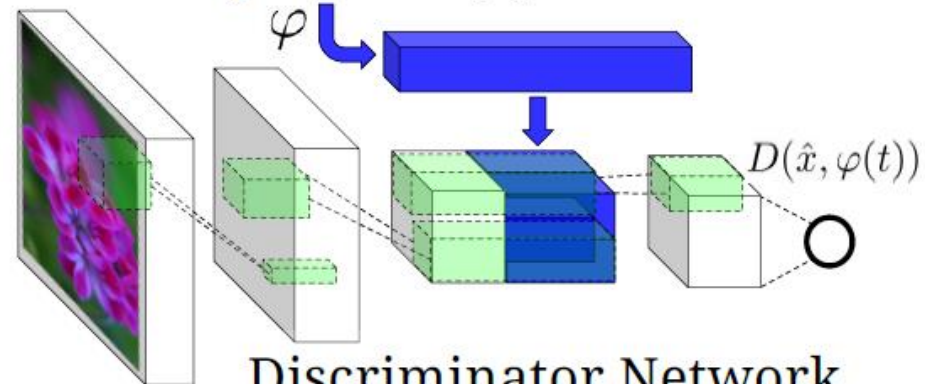 φ
D(x̂, φ(t))
Discriminator Network